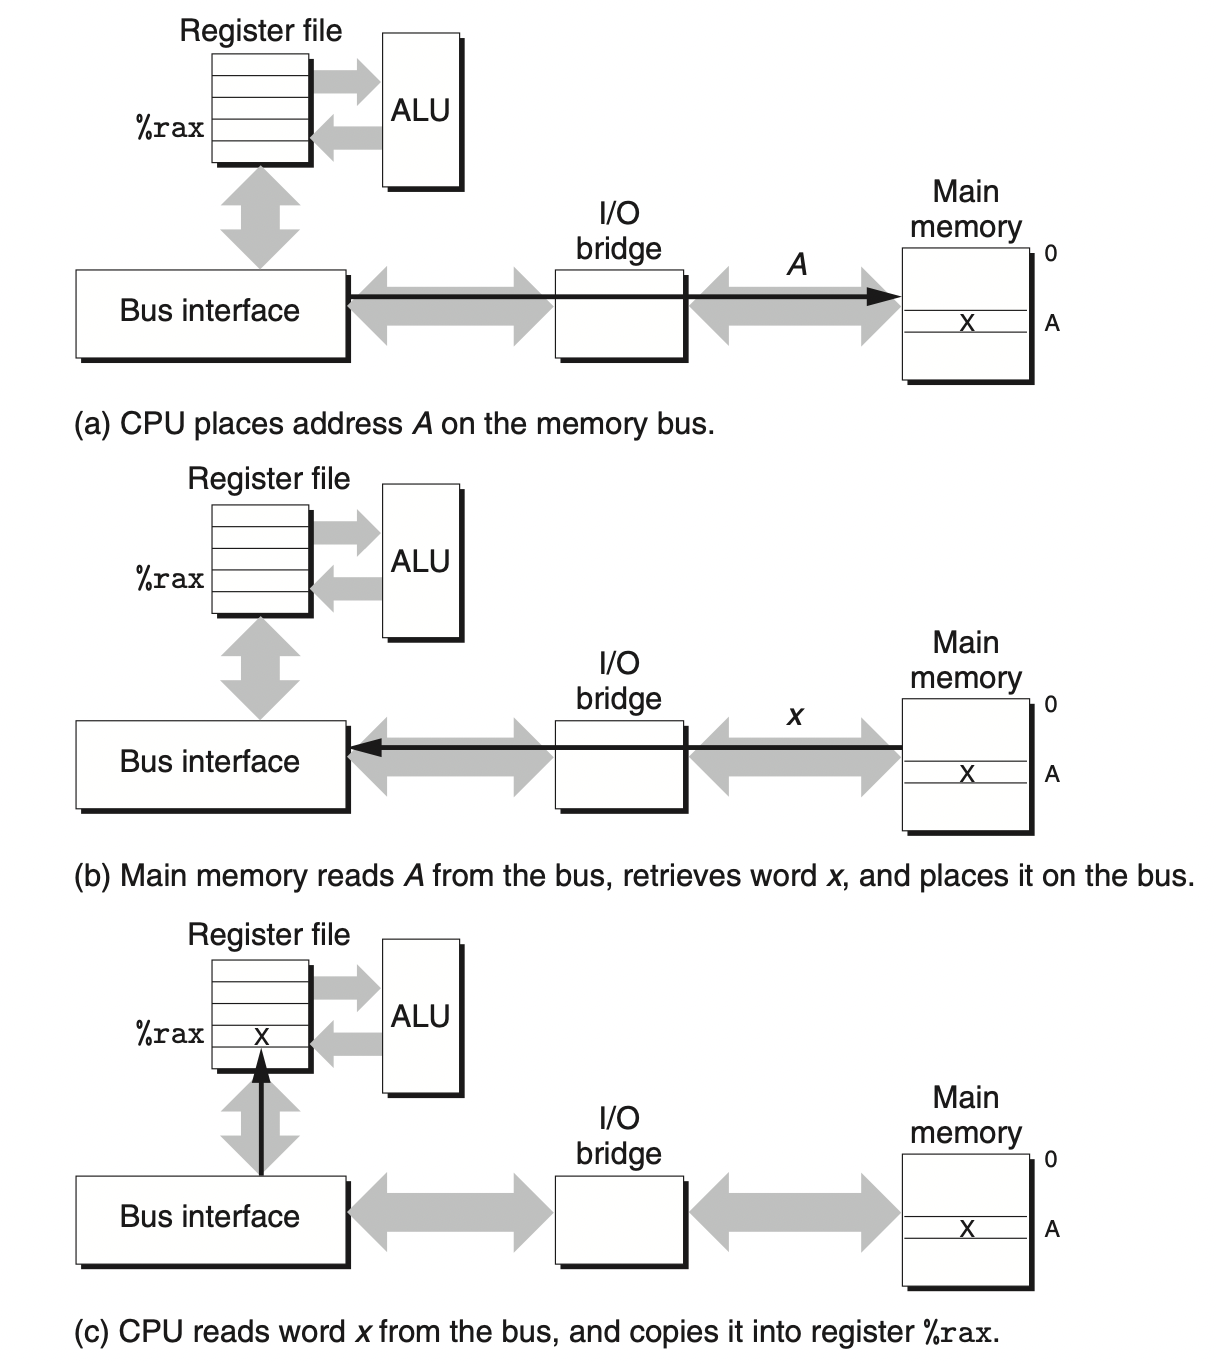 Register file
ALU
%rax
I/O
bridge
Main
memory
A
0
Bus interface
x
A
(a) CPU places address A on the memory bus.
Register file
ALU
%rax
I/O
bridge
Main
memory
x
0
Bus interface
x
A
(b) Main memory reads A from the bus, retrieves word x, and places it on the bus.
Register file
ALU
%rax
x
I/O
bridge
Main
memory
0
Bus interface
x
A
(c) CPU reads word x from the bus, and copies it into register %rax.